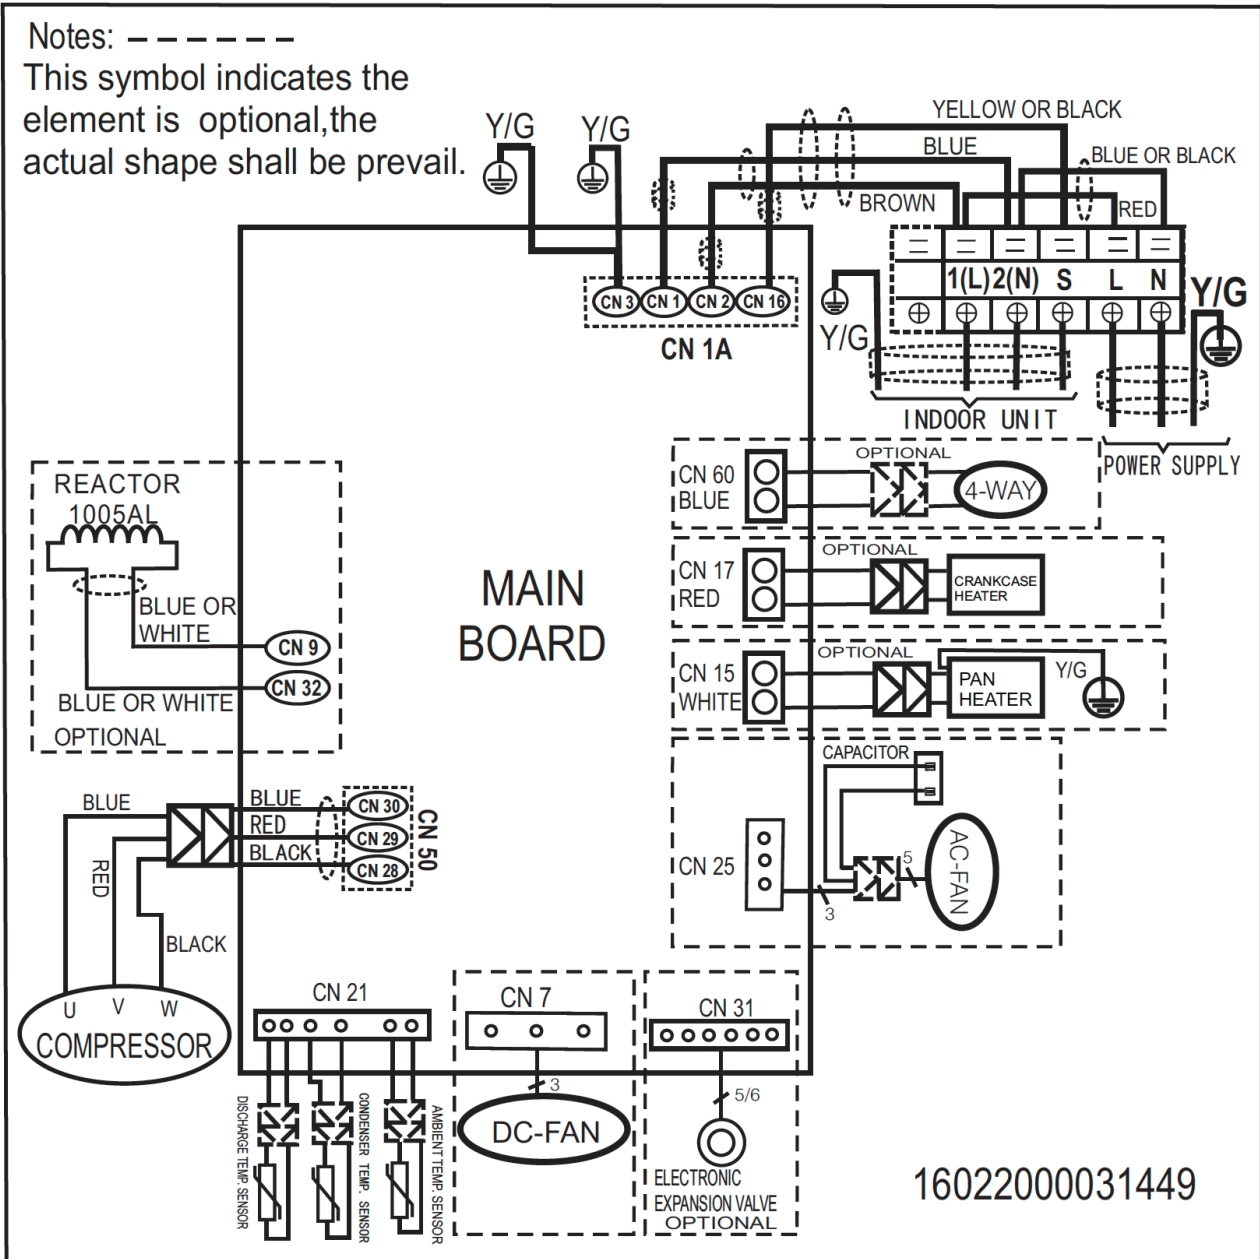 Notes:
This symbol indicates the
element is optional,the
actual shape shall be prevail.
Y/G
Y/G
YELLOW OR BLACK
BLUE
BLUE OR BLACK
BROWN
RED
1(L) 2(N) S L N
Y/G
Y/G
CN 3 CN 1 CN 2 CN 16
CN 1A
INDOOR UNIT
POWER SUPPLY
REACTOR
1005AL
BLUE OR
WHITE
CN 9
CN 32
BLUE OR WHITE
OPTIONAL
MAIN
BOARD
OPTIONAL
CN 60
BLUE
4-WAY
OPTIONAL
CN 17
RED
CRANKCASE
HEATER
OPTIONAL
CN 15
WHITE
PAN
HEATER
Y/G
CAPACITOR
CN 25
3
5
AC-FAN
BLUE
RED
BLACK
BLUE
RED
BLACK
CN 30
CN 29
CN 28
CN 50
U V W
COMPRESSOR
CN 21
DISCHARGE TEMP. SENSOR
CONDENSER TEMP. SENSOR
AMBIENT TEMP. SENSOR
CN 7
3
DC-FAN
CN 31
5/6
ELECTRONIC
EXPANSION VALVE
OPTIONAL
16022000031449